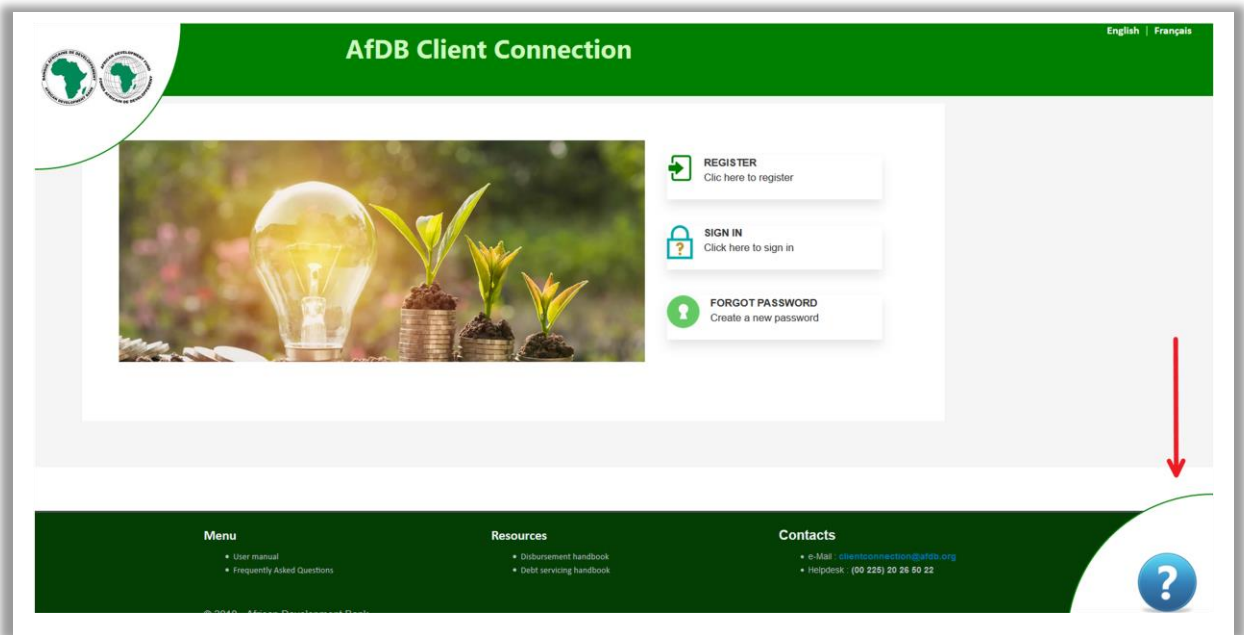 English | Français
AfDB Client Connection
REGISTER
Clic here to register
SIGN IN
Click here to sign in
FORGOT PASSWORD
Create a new password
Menu
• User manual
• Frequently Asked Questions
Resources
• Disbursement handbook
• Debt servicing handbook
Contacts
• e-Mail : clientconnection@afdb.org
• Helpdesk : (00 225) 20 26 50 22
?